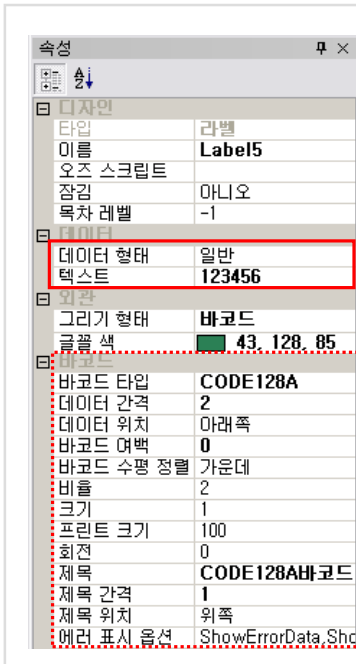 속성
디자인
타입 라벨
이름 Label5
오즈 스크립트
잠김 아니오
목차 레벨 -1
데이터
데이터 형태 일반
텍스트 123456
외관
그리기 형태 바코드
글꼴 색 43, 128, 85
바코드
바코드 타입 CODE128A
데이터 간격 2
데이터 위치 아래쪽
바코드 여백 0
바코드 수평 정렬 가운데
비율 2
크기 1
프린트 크기 100
회전 0
제목 CODE128A바코드
제목 간격 1
제목 위치 위쪽
에러 표시 옵션 ShowErrorData,Sho